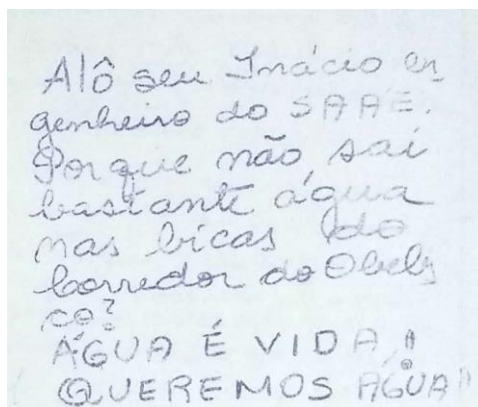 Alô seu Inácio en
genheiro do SAAE.
Porque não sai
bastante água
nas bicas do
corredor do Obelis
co?
ÁGUA É VIDA!
QUEREMOS ÁGUA!!